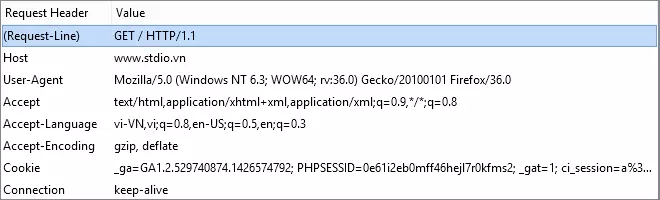 Request Header Value
(Request-Line) GET / HTTP/1.1
Host www.stdio.vn
User-Agent Mozilla/5.0 (Windows NT 6.3; WOW64; rv:36.0) Gecko/20100101 Firefox/36.0
Accept text/html,application/xhtml+xml,application/xml;q=0.9,*/*;q=0.8
Accept-Language vi-VN,vi;q=0.8,en-US;q=0.5,en;q=0.3
Accept-Encoding gzip, deflate
Cookie _ga=GA1.2.529740874.1426574792; PHPSESSID=0e61i2eb0mff46hejl7r0kfms2; _gat=1; ci_session=a%3...
Connection keep-alive